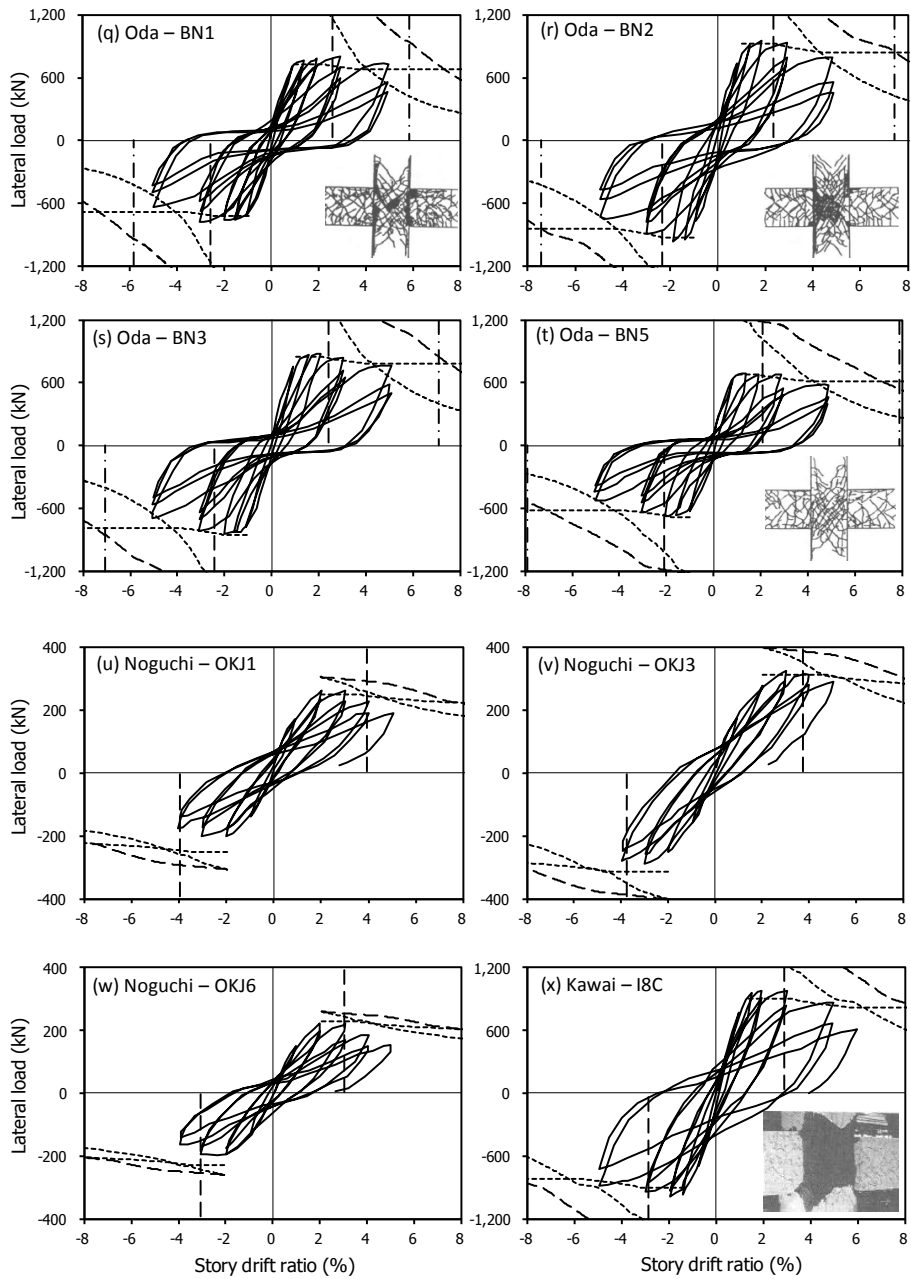 (q) Oda – BN1
Lateral load (kN)
1,200
600
0
-600
-1,200
-8 -6 -4 -2 0 2 4 6 8
(r) Oda – BN2
1,200
600
0
-600
-1,200
-8 -6 -4 -2 0 2 4 6 8
(s) Oda – BN3
Lateral load (kN)
1,200
600
0
-600
-1,200
-8 -6 -4 -2 0 2 4 6 8
(t) Oda – BN5
1,200
600
0
-600
-1,200
-8 -6 -4 -2 0 2 4 6 8
(u) Noguchi – OKJ1
Lateral load (kN)
400
200
0
-200
-400
-8 -6 -4 -2 0 2 4 6 8
(v) Noguchi – OKJ3
400
200
0
-200
-400
-8 -6 -4 -2 0 2 4 6 8
(w) Noguchi – OKJ6
Lateral load (kN)
400
200
0
-200
-400
-8 -6 -4 -2 0 2 4 6 8
Story drift ratio (%)
(x) Kawai – I8C
1,200
600
0
-600
-1,200
-8 -6 -4 -2 0 2 4 6 8
Story drift ratio (%)